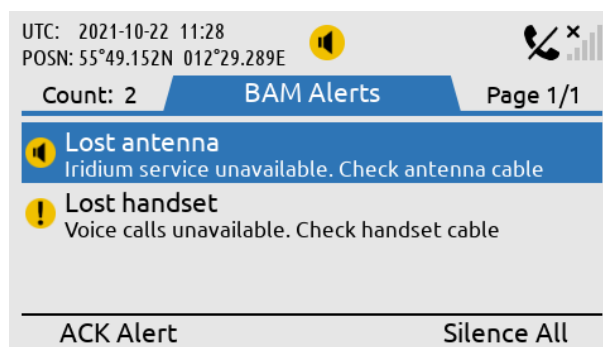 UTC: 2021-10-22 11:28
POSN: 55°49.152N 012°29.289E
Count: 2 BAM Alerts Page 1/1
Lost antenna
Iridium service unavailable. Check antenna cable
Lost handset
Voice calls unavailable. Check handset cable
ACK Alert Silence All